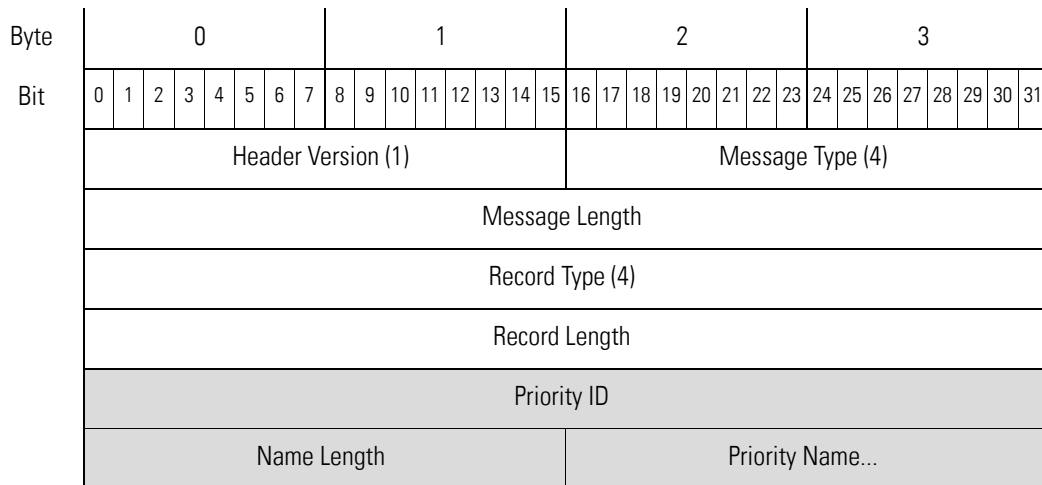 Byte 0 1 2 3
Bit 0 1 2 3 4 5 6 7 8 9 10 11 12 13 14 15 16 17 18 19 20 21 22 23 24 25 26 27 28 29 30 31
Header Version (1) Message Type (4)
Message Length
Record Type (4)
Record Length
Priority ID
Name Length Priority Name...